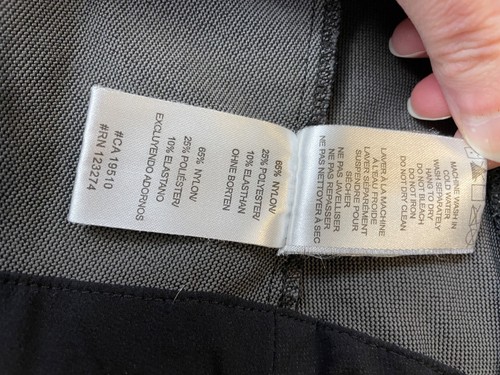 65% NYLON/
25% POLYESTER/
10% ELASTHAN
OHNE BORTEN
65% NYLON/
25% POLIÉSTER/
10% ELASTANO
EXCLUYENDO ADORNOS
#CA 19510
#RN 123274
MACHINE WASH IN
COLD WATER
WASH SEPARATELY
HANG TO DRY
DO NOT BLEACH
DO NOT IRON
DO NOT DRY CLEAN
LAVER À LA MACHINE
À L'EAU FROIDE
LAVER SÉPARÉMENT
SUSPENDRE POUR
SÉCHER
NE PAS JAVELLISER
NE PAS REPASSER
NE PAS NETTOYER À SEC